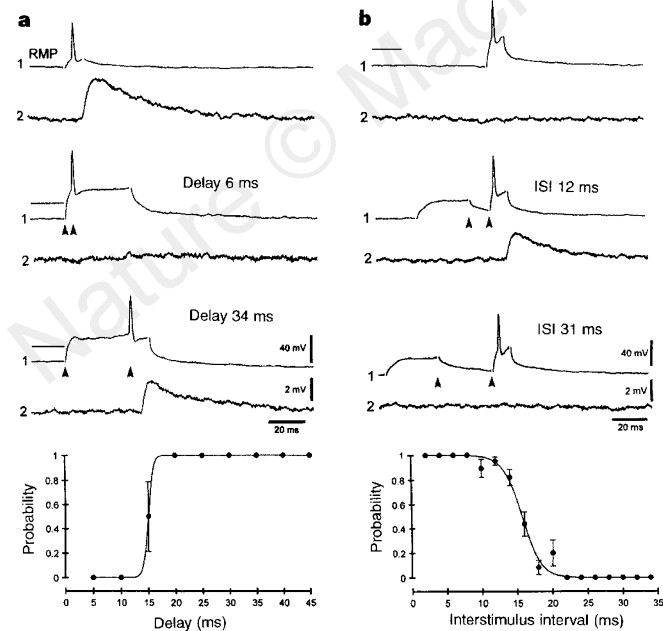 a
RMP
1
2
Delay 6 ms
1
2
Delay 34 ms
1
40 mV
2
2 mV
20 ms
1
0.8
0.6
0.4
0.2
0
Probability
0 5 10 15 20 25 30 35 40 45
Delay (ms)
b
1
2
ISI 12 ms
1
2
ISI 31 ms
1
40 mV
2
2 mV
20 ms
1
0.8
0.6
0.4
0.2
0
Probability
0 5 10 15 20 25 30 35
Interstimulus interval (ms)
Nature © Mac